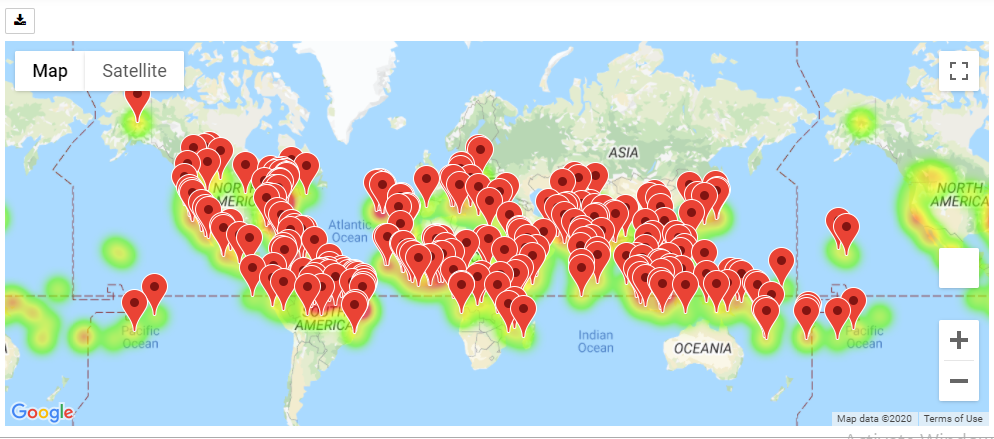 Map
Satellite
ASIA
NORTH
AMERICA
Atlantic
Ocean
SOUTH
AMERICA
Pacific
Ocean
Indian
Ocean
OCEANIA
Pacific
Ocean
NORTH
AMERICA
Google
Map data ©2020
Terms of Use